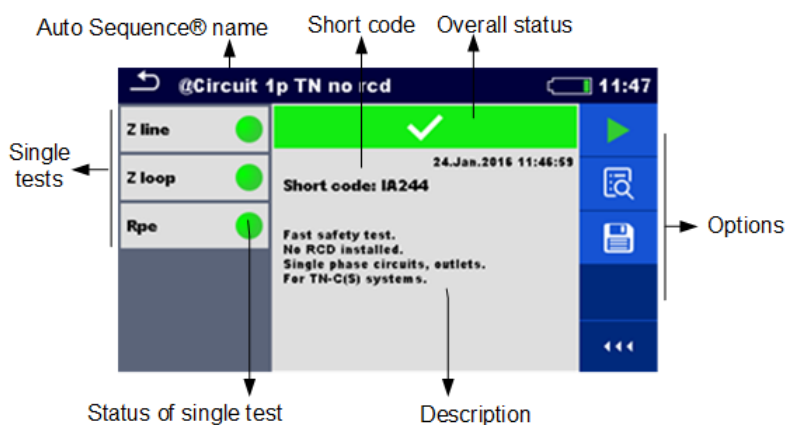 Auto Sequence® name
Short code
Overall status
@Circuit 1p TN no rcd
11:47
Z line
Z loop
Rpe
24.Jan.2016 11:46:59
Short code: IA244
Fast safety test.
No RCD installed.
Single phase circuits, outlets.
For TN-C(S) systems.
Single
tests
Options
Status of single test
Description